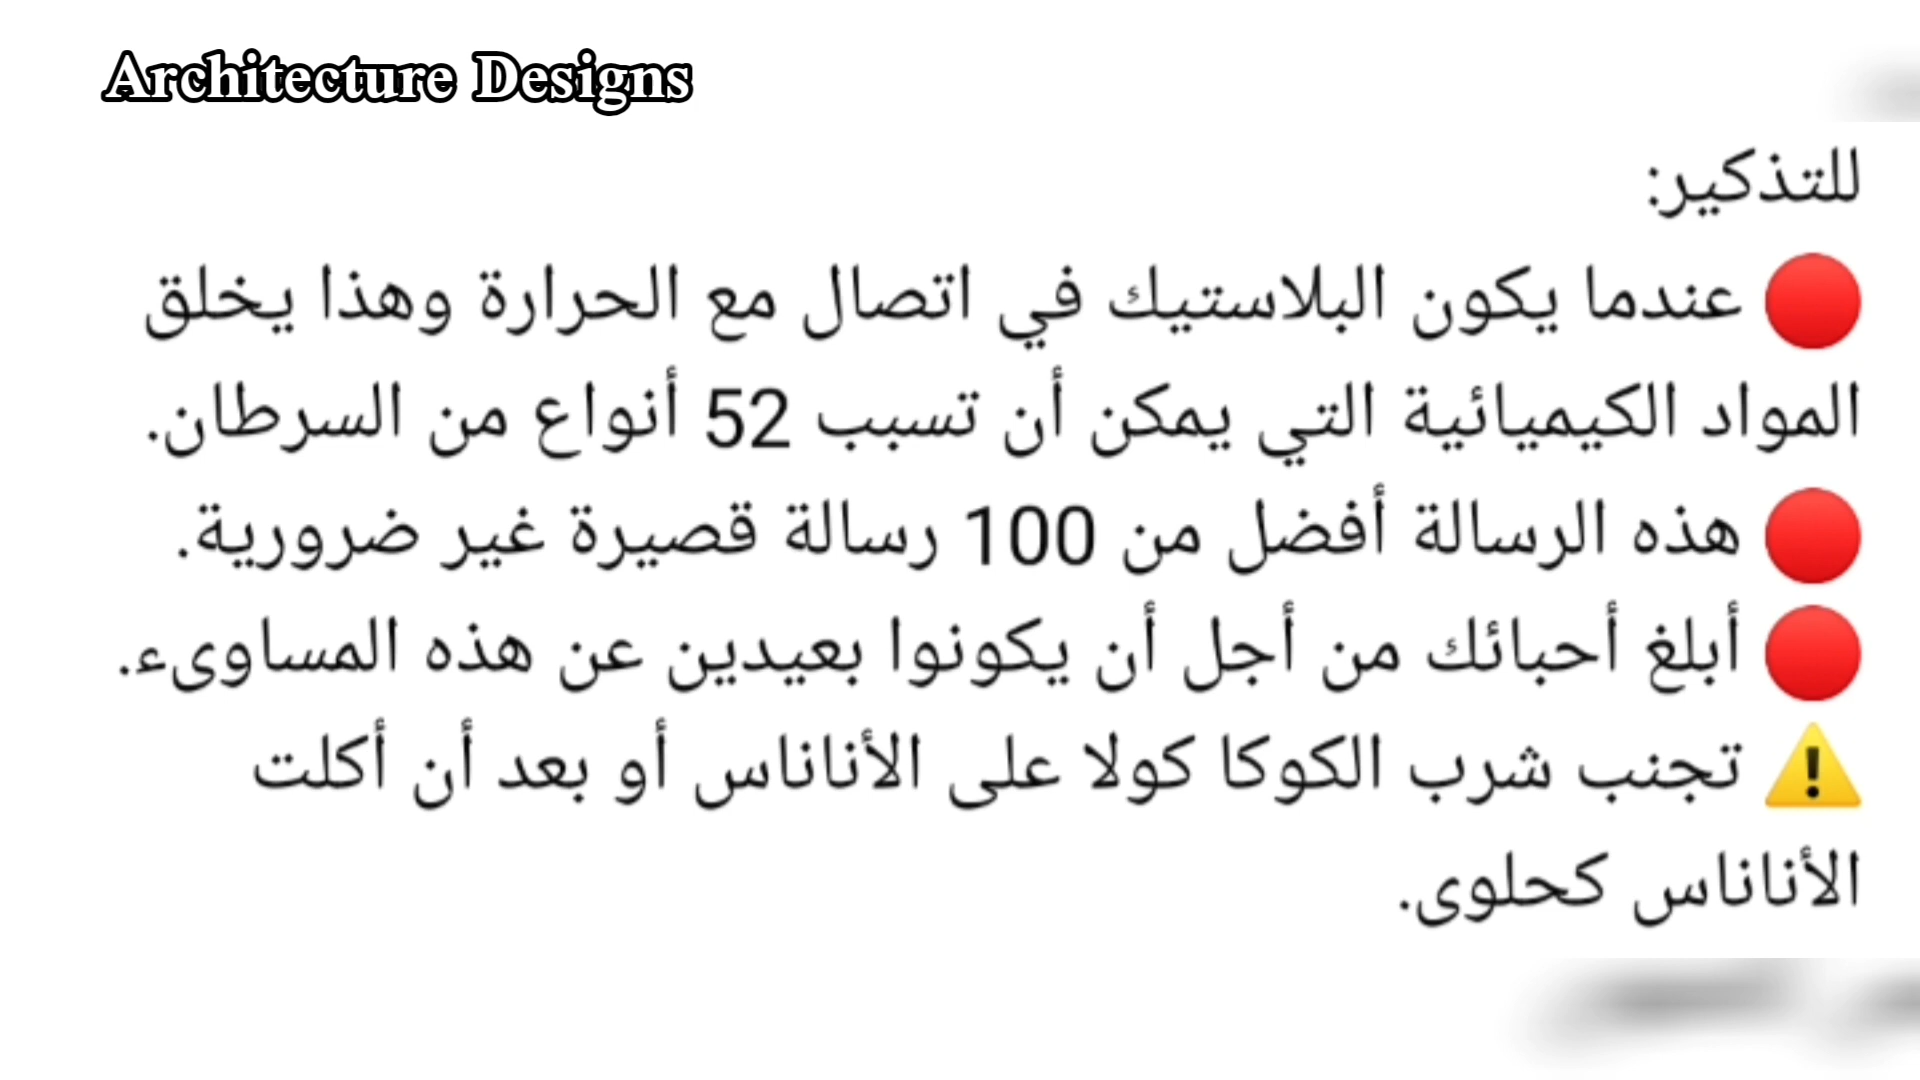 Architecture Designs
للتذكير:
🔴 عندما يكون البلاستيك في اتصال مع الحرارة وهذا يخلق
المواد الكيميائية التي يمكن أن تسبب 52 أنواع من السرطان.
🔴 هذه الرسالة أفضل من 100 رسالة قصيرة غير ضرورية.
🔴 أبلغ أحبائك من أجل أن يكونوا بعيدين عن هذه المساوىء.
⚠️ تجنب شرب الكوكا كولا على الأناناس أو بعد أن أكلت
الأناناس كحلوى.